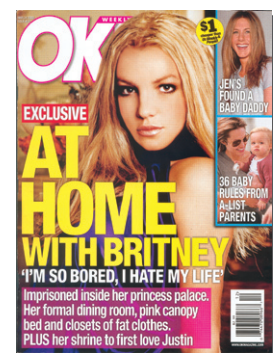 WEEKLY
OK
$1
JEN'S
FOUND A
BABY DADDY
EXCLUSIVE
AT
HOME
WITH BRITNEY
'I'M SO BORED, I HATE MY LIFE'
Imprisoned inside her princess palace.
Her formal dining room, pink canopy
bed and closets of fat clothes.
PLUS her shrine to first love Justin
36 BABY
RULES FROM
A-LIST
PARENTS